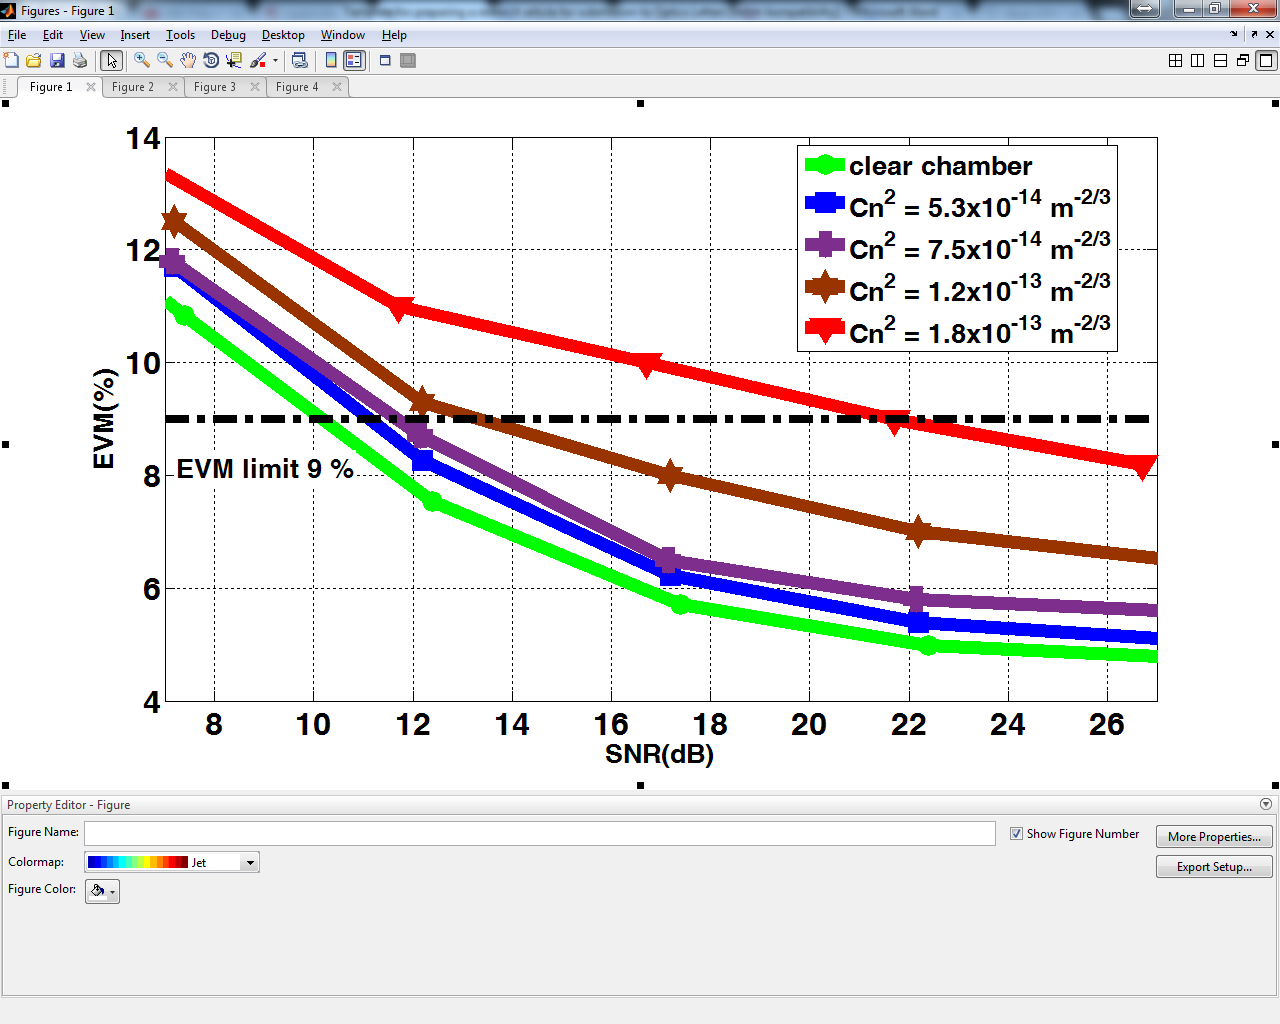 Figures - Figure 1
File Edit View Insert Tools Debug Desktop Window Help
Figure 1 Figure 2 Figure 3 Figure 4
14
12
10
8
6
4
EVM(%)
clear chamber
Cn² = 5.3x10⁻¹⁴ m⁻²/³
Cn² = 7.5x10⁻¹⁴ m⁻²/³
Cn² = 1.2x10⁻¹³ m⁻²/³
Cn² = 1.8x10⁻¹³ m⁻²/³
EVM limit 9 %
8 10 12 14 16 18 20 22 24 26
SNR(dB)
Property Editor - Figure
Figure Name: Show Figure Number More Properties...
Colormap: Jet Export Setup...
Figure Color: